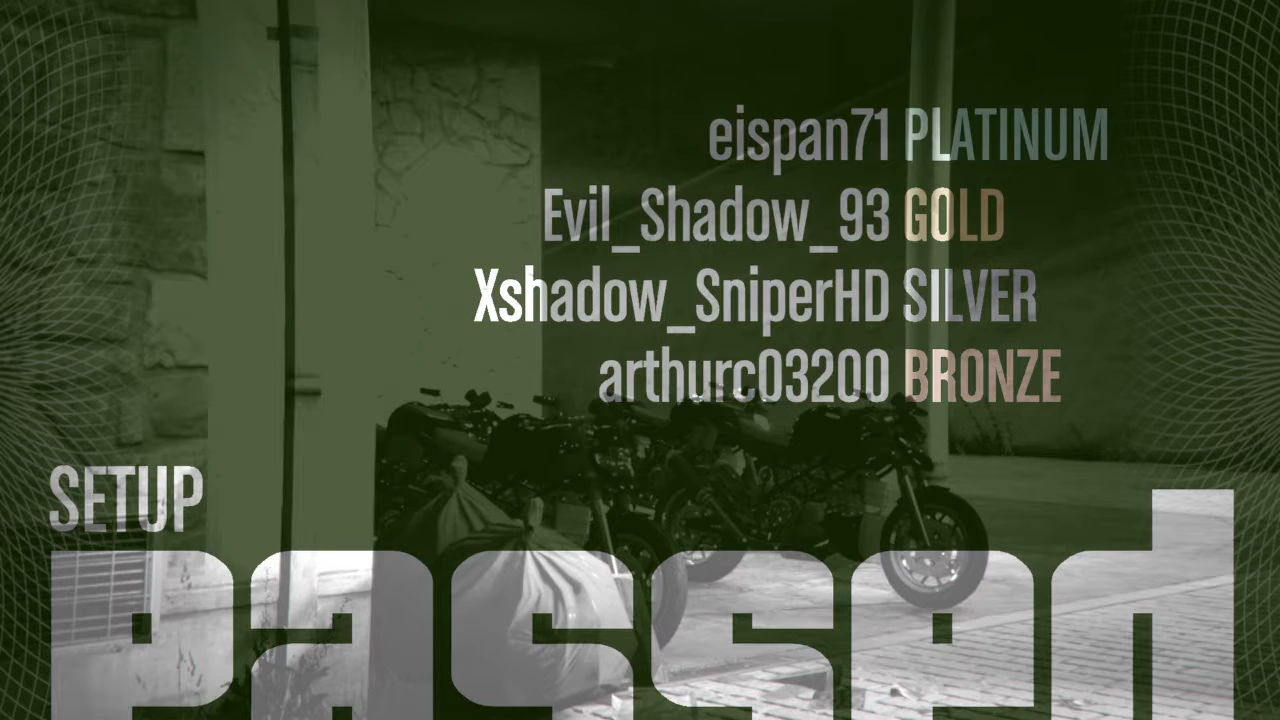 eispan71 PLATINUM
Evil_Shadow_93 GOLD
Xshadow_SniperHD SILVER
arthurc03200 BRONZE
SETUP
passed